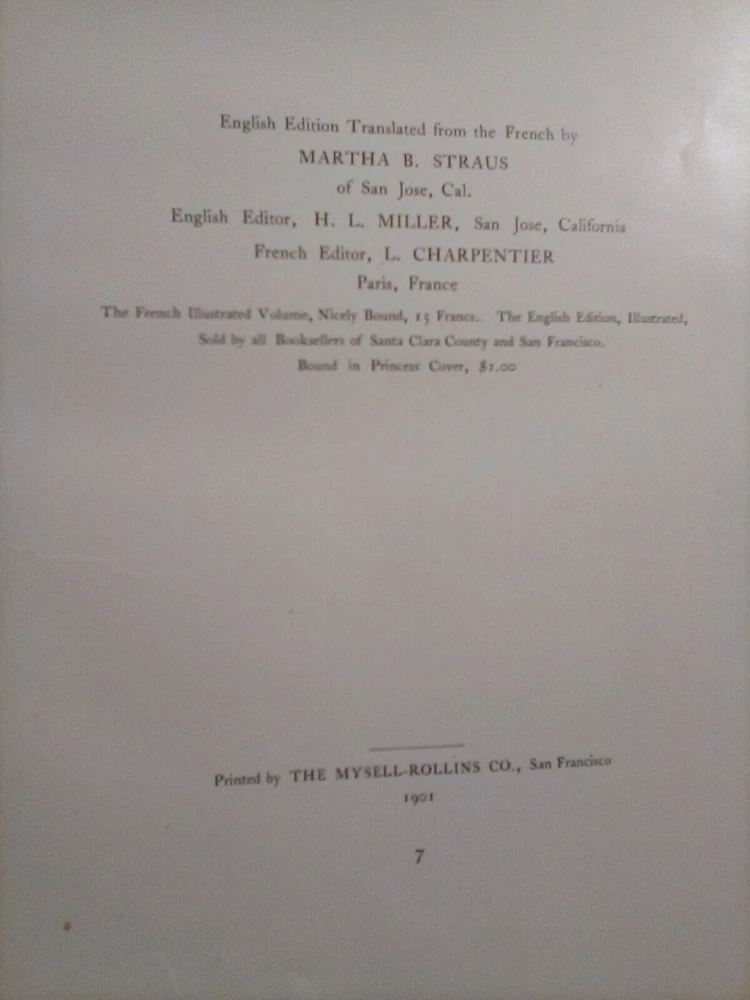 English Edition Translated from the French by
MARTHA B. STRAUS
of San Jose, Cal.
English Editor, H. L. MILLER, San Jose, California
French Editor, L. CHARPENTIER
Paris, France
The French Illustrated Volume, Nicely Bound, 15 Francs. The English Edition, Illustrated,
Sold by all Booksellers of Santa Clara County and San Francisco.
Bound in Princess Cover, $1.00
Printed by THE MYSELL-ROLLINS CO., San Francisco
1901
7